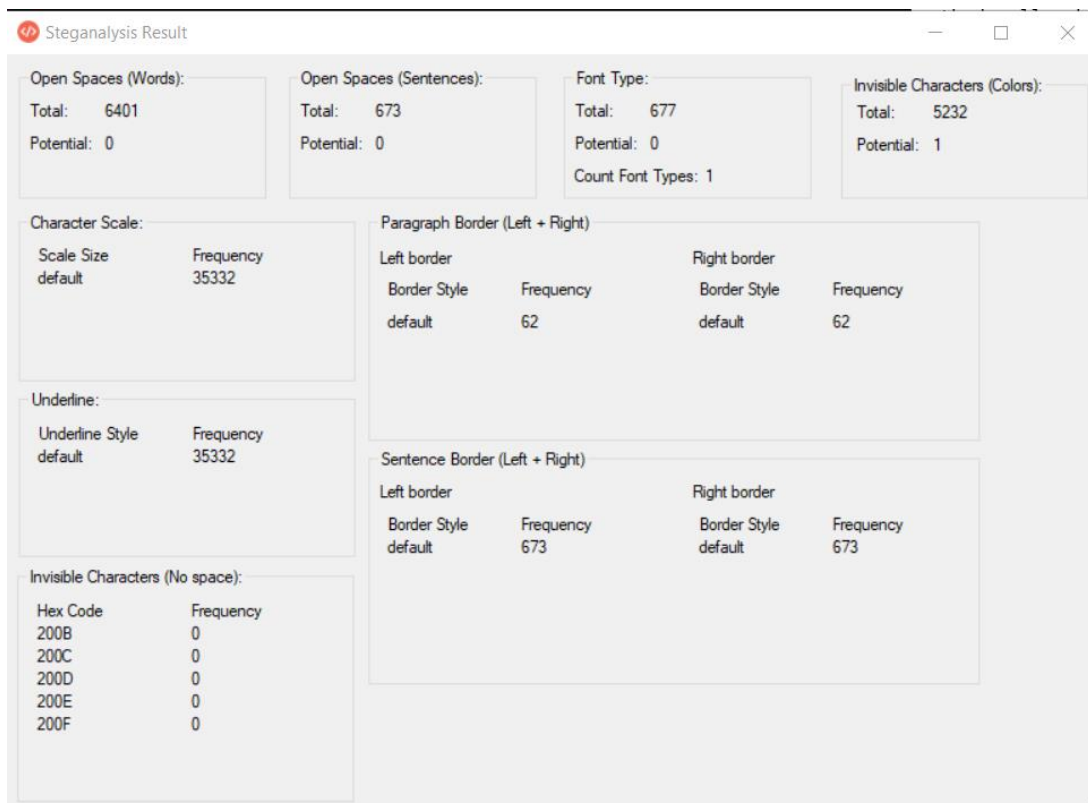 Steganalysis Result
Open Spaces (Words):
Total: 6401
Potential: 0
Open Spaces (Sentences):
Total: 673
Potential: 0
Font Type:
Total: 677
Potential: 0
Count Font Types: 1
Invisible Characters (Colors):
Total: 5232
Potential: 1
Character Scale:
Scale Size Frequency
default 35332
Paragraph Border (Left + Right)
Left border Right border
Border Style Frequency Border Style Frequency
default 62 default 62
Underline:
Underline Style Frequency
default 35332
Sentence Border (Left + Right)
Left border Right border
Border Style Frequency Border Style Frequency
default 673 default 673
Invisible Characters (No space):
Hex Code Frequency
200B 0
200C 0
200D 0
200E 0
200F 0